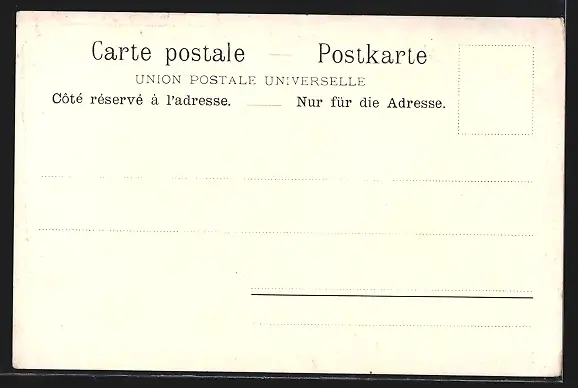 Carte postale — Postkarte
UNION POSTALE UNIVERSELLE
Côté réservé à l'adresse. — Nur für die Adresse.